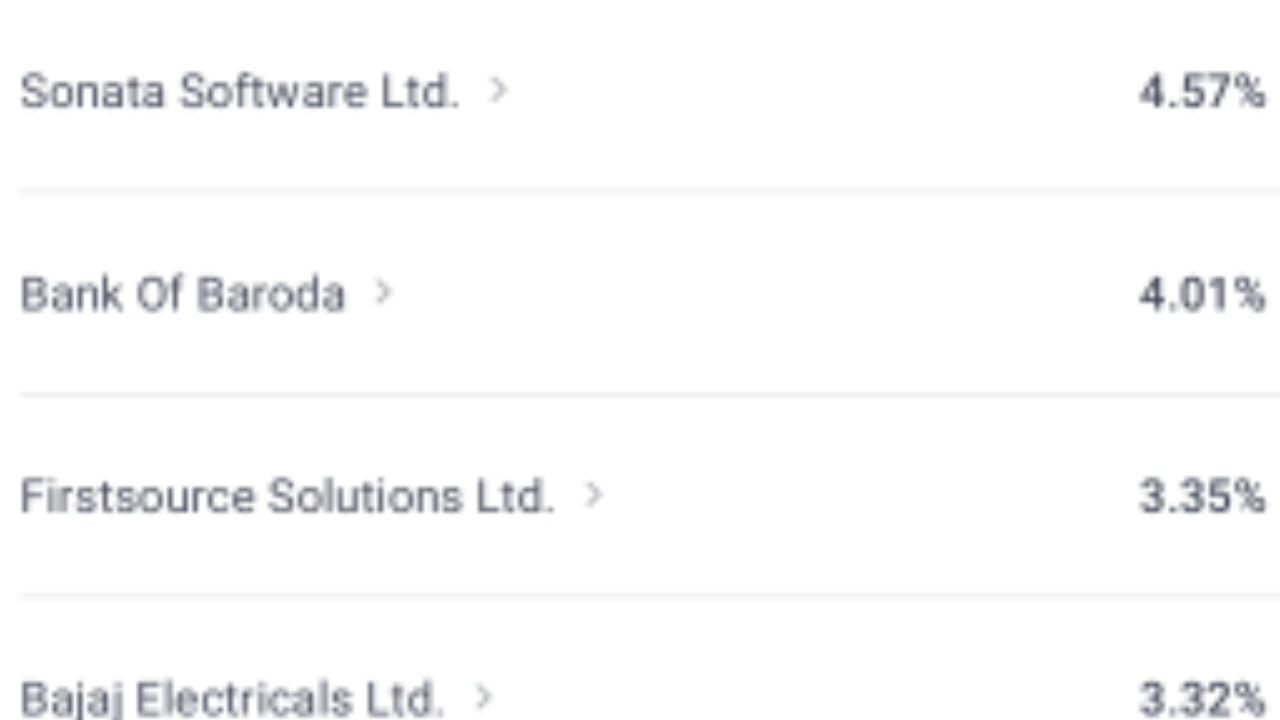 Sonata Software Ltd. > 4.57%
Bank Of Baroda > 4.01%
Firstsource Solutions Ltd. > 3.35%
Bajaj Electricals Ltd. > 3.32%